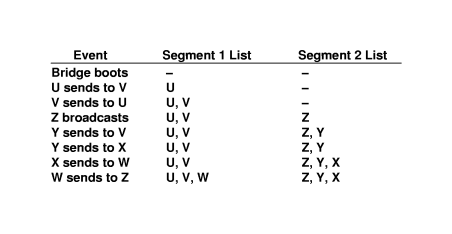 Event Segment 1 List Segment 2 List
Bridge boots – –
U sends to V U –
V sends to U U, V –
Z broadcasts U, V Z
Y sends to V U, V Z, Y
Y sends to X U, V Z, Y
X sends to W U, V Z, Y, X
W sends to Z U, V, W Z, Y, X